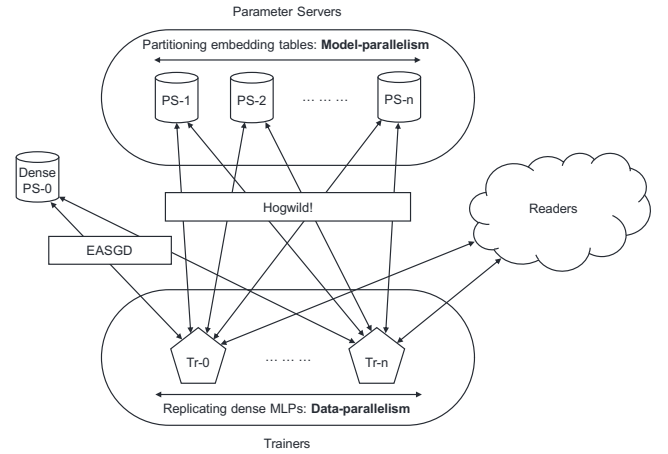 Parameter Servers
Partitioning embedding tables: Model-parallelism
PS-1
PS-2
... ... ...
PS-n
Dense
PS-0
Hogwild!
Readers
EASGD
Tr-0
... ... ...
Tr-n
Replicating dense MLPs: Data-parallelism
Trainers